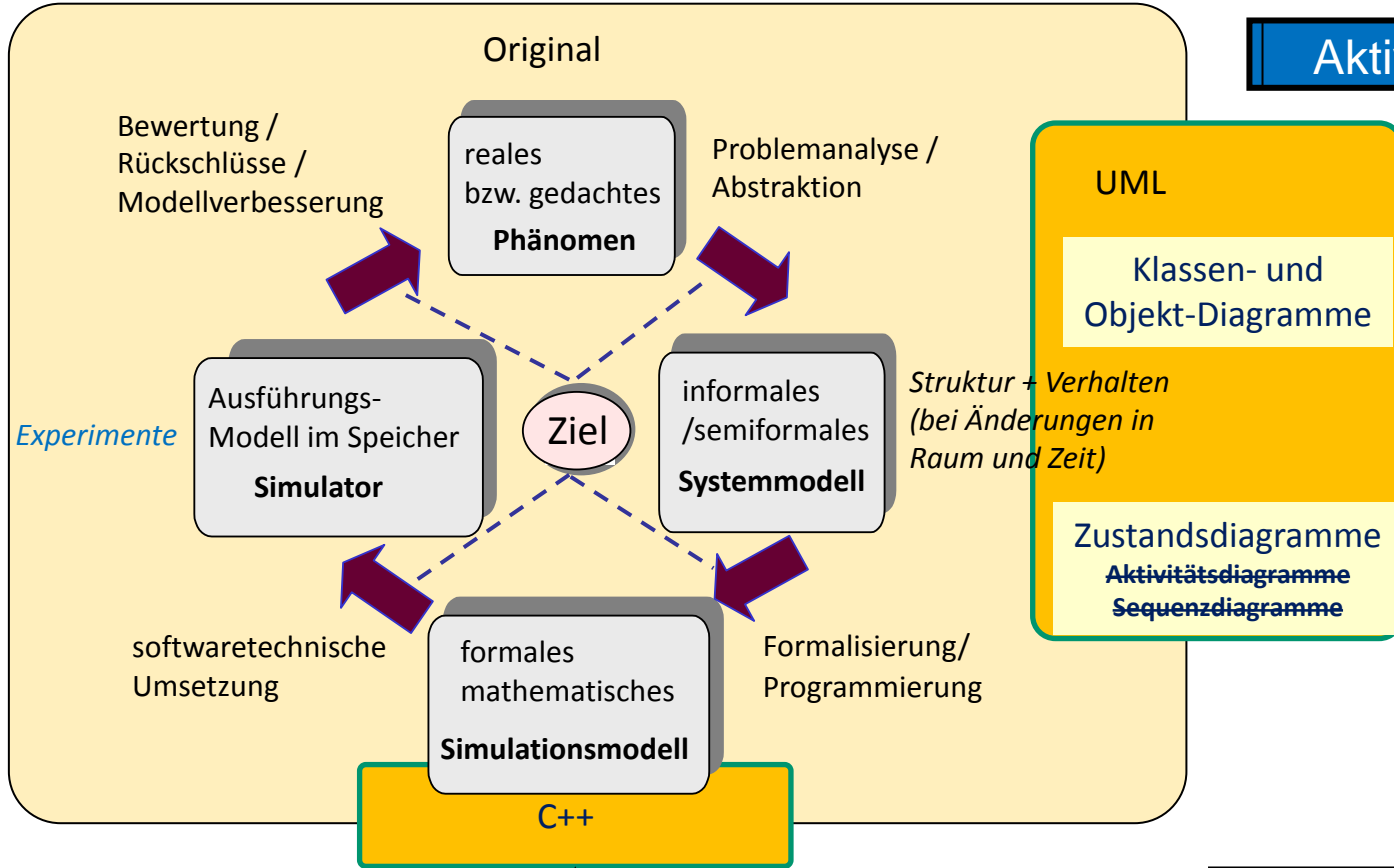 Original
Akti
Bewertung /
Rückschlüsse /
Modellverbesserung
reales
bzw. gedachtes
Phänomen
Problemanalyse /
Abstraktion
UML
Klassen- und
Objekt-Diagramme
Experimente
Ausführungs-
Modell im Speicher
Simulator
Ziel
informales
/semiformales
Systemmodell
Struktur + Verhalten
(bei Änderungen in
Raum und Zeit)
Zustandsdiagramme
Aktivitätsdiagramme
Sequenzdiagramme
softwaretechnische
Umsetzung
formales
mathematisches
Simulationsmodell
Formalisierung/
Programmierung
C++